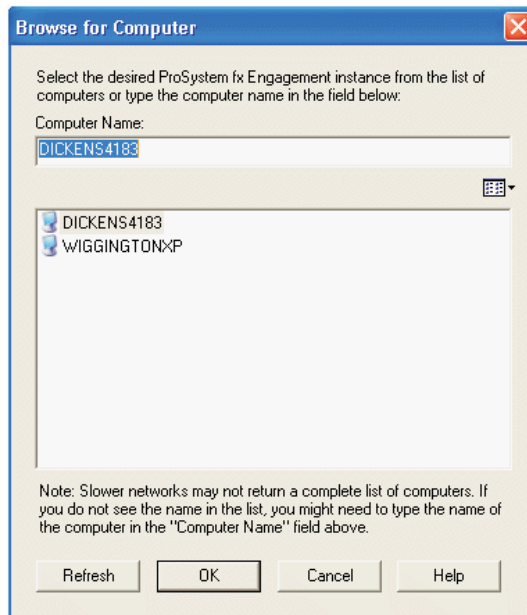 Browse for Computer
Select the desired ProSystem fx Engagement instance from the list of
computers or type the computer name in the field below:
Computer Name:
DICKENS4183
DICKENS4183
WIGGINGTONXP
Note: Slower networks may not return a complete list of computers. If
you do not see the name in the list, you might need to type the name of
the computer in the "Computer Name" field above.
Refresh
OK
Cancel
Help